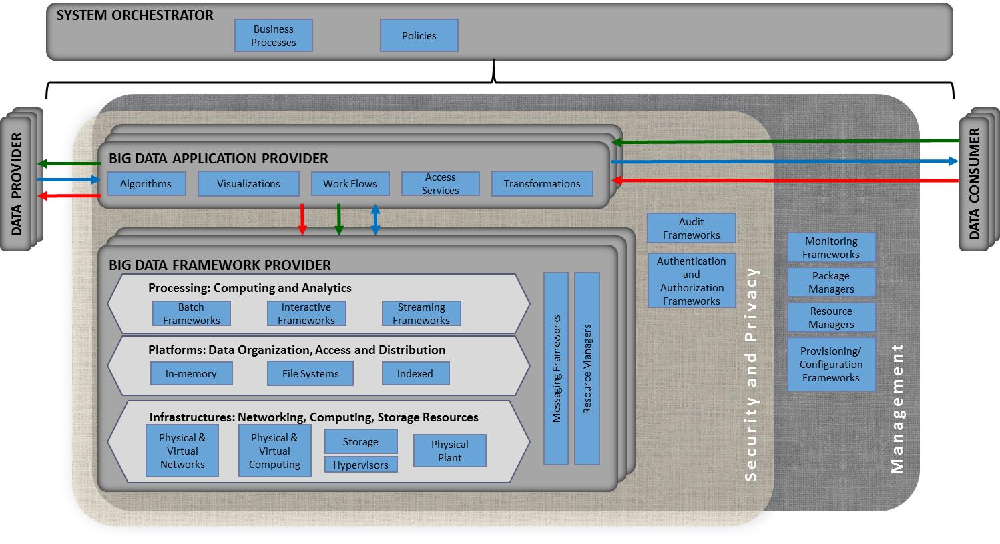 SYSTEM ORCHESTRATOR
Business
Processes
Policies
DATA PROVIDER
DATA CONSUMER
BIG DATA APPLICATION PROVIDER
Algorithms
Visualizations
Work Flows
Access
Services
Transformations
BIG DATA FRAMEWORK PROVIDER
Processing: Computing and Analytics
Batch
Frameworks
Interactive
Frameworks
Streaming
Frameworks
Platforms: Data Organization, Access and Distribution
In-memory
File Systems
Indexed
Infrastructures: Networking, Computing, Storage Resources
Physical &
Virtual
Networks
Physical &
Virtual
Computing
Storage
Hypervisors
Physical
Plant
Messaging Frameworks
Resource Managers
Audit
Frameworks
Authentication
and
Authorization
Frameworks
Security and Privacy
Monitoring
Frameworks
Package
Managers
Resource
Managers
Provisioning/
Configuration
Frameworks
Management